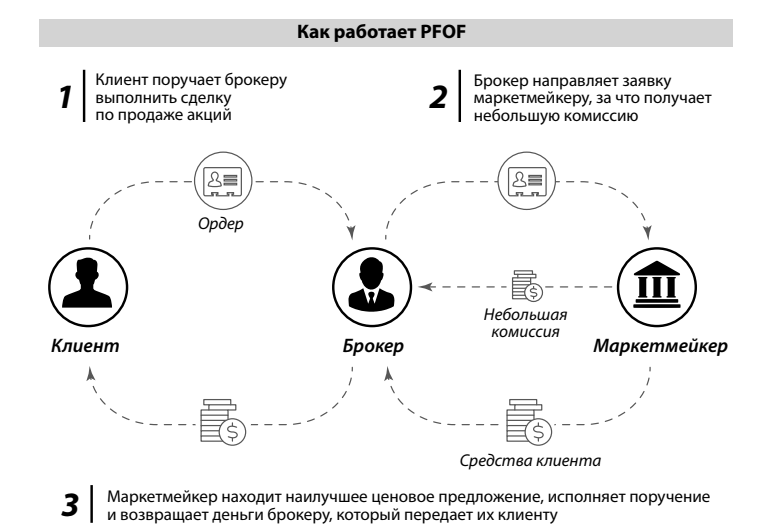 Как работает PFOF
1
Клиент поручает брокеру
выполнить сделку
по продаже акций
2
Брокер направляет заявку
маркетмейкеру, за что получает
небольшую комиссию
Ордер
Небольшая
комиссия
Клиент
Брокер
Маркетмейкер
$
$
$
Средства клиента
3
Маркетмейкер находит наилучшее ценовое предложение, исполняет поручение
и возвращает деньги брокеру, который передает их клиенту